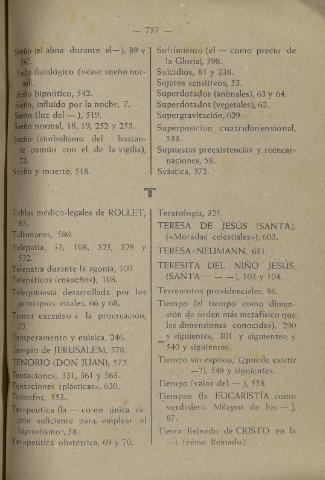 — 737 —
Sueño (el alma durante el —), 89 y
547.
Sueño fisiológico (véase sueño nor-
mal).
Sueño hipnótico, 542.
Sueño, influído por la noche, 7.
Sueño (luz del —), 519.
Sueño normal, 18, 19, 252 y 253.
Sueño (simbolismo del — bastan-
te común con el de la vigilia),
22.
Sueño y muerte, 518.
Sufrimiento (el — como precio de
la Gloria), 598.
Suicidios, 81 y 338.
Sujetos sensitivos, 53.
Superdotados (animales), 63 y 64.
Superdotados (vegetales), 62.
Supergravitación, 629.
Superposición cuatridimensional,
533.
Supuestas preexistencias y reencar-
naciones, 58.
Svástica, 372.
T
Tablas médico-legales de ROLLET,
85.
Talismanes, 580.
Telepatía, 53, 108, 525, 528 y
532.
Telepatía durante la agonía, 109.
Telepáticos (ensueños), 108.
Telequinesia desarrollada por los
principios vitales, 66 y 68.
Temor excesivo a la procreación,
72.
Temperamento y música, 246.
Templo de JERUSALEM, 378.
TENORIO (DON JUAN), 572.
Tentaciones, 331, 361 y 563.
Tentaciones «plásticas», 630.
Teósofos, 553.
Terapéutica (la — como única ra-
zón suficiente para emplear el
hipnotismo), 58.
Terapéutica obstétrica, 69 y 70.
Teratología, 325.
TERESA DE JESÚS (SANTA),
(«Moradas celestiales»), 603.
TERESA-NEUMANN, 631.
TERESITA DEL NIÑO JESÚS,
(SANTA — — —), 103 y 104.
Terremotos providenciales, 86.
Tiempo (el tiempo como dimen-
sión de orden más metafísico que
las dimensiones conocidas), 290
y siguientes, 301 y siguientes; y
540 y siguientes.
Tiempo sin espacio, (¿puede existir
—?), 548 y siguientes.
Tiempo (valor del —), 558.
Tiempos (la EUCARISTÍA como
verdadero Milagro de los —),
87.
Tierra (Reinado de CRISTO en la
—), (véase Reinado).